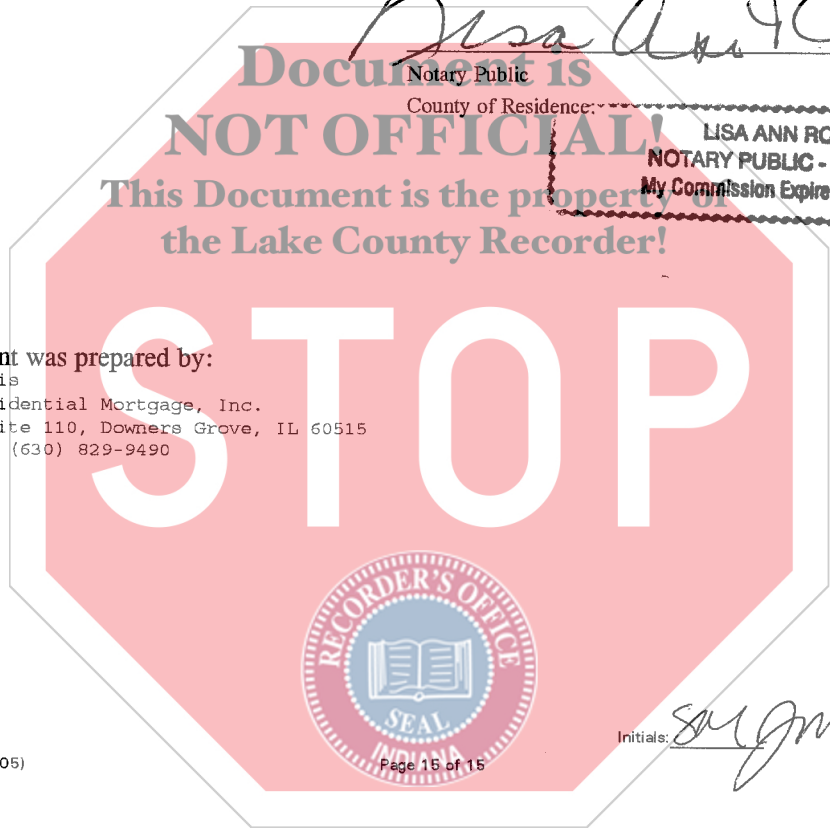 Lisa Ann
Document is
Notary Public
County of Residence:
NOT OFFICIAL!
LISA ANN RO
NOTARY PUBLIC -
My Commission Expire
This Document is the property of
the Lake County Recorder!
STOP
nt was prepared by:
is
idential Mortgage, Inc.
ite 110, Downers Grove, IL 60515
(630) 829-9490
RECORDER'S OFFICE
SEAL
INDIANA
Initials:
05)
Page 15 of 15